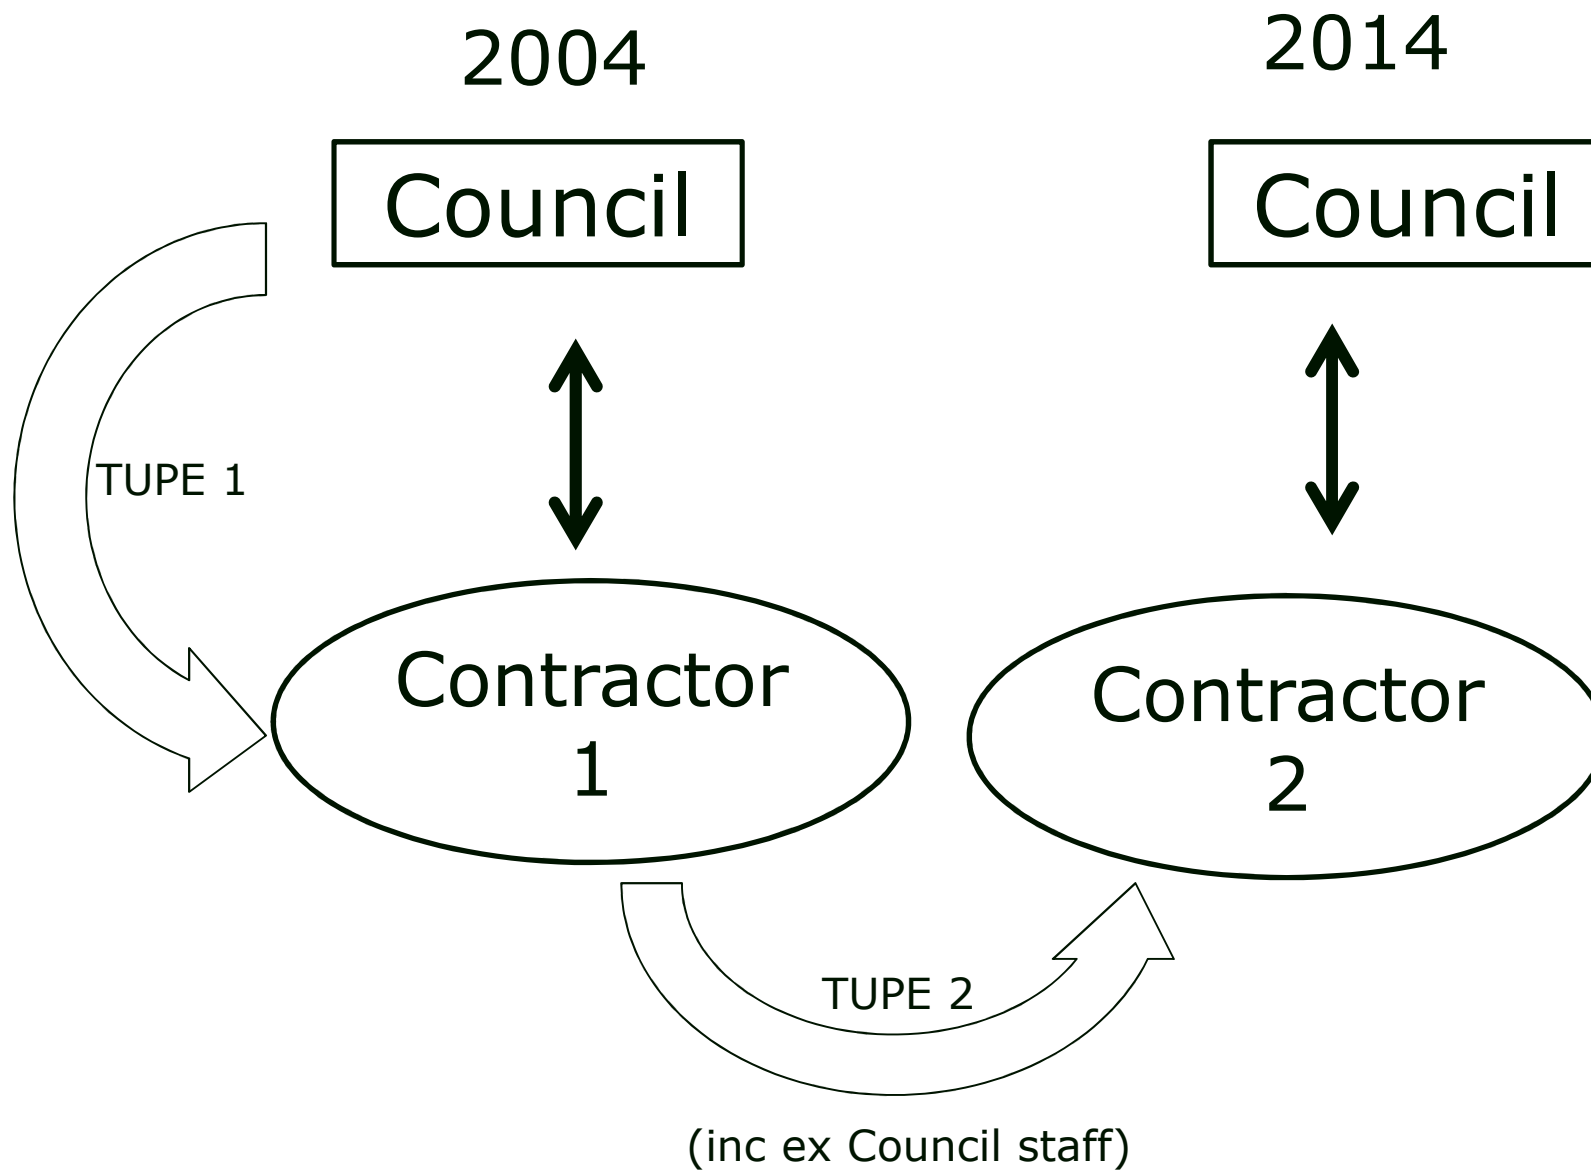 2004
2014
Council
Council
TUPE 1
Contractor
1
Contractor
2
TUPE 2
(inc ex Council staff)